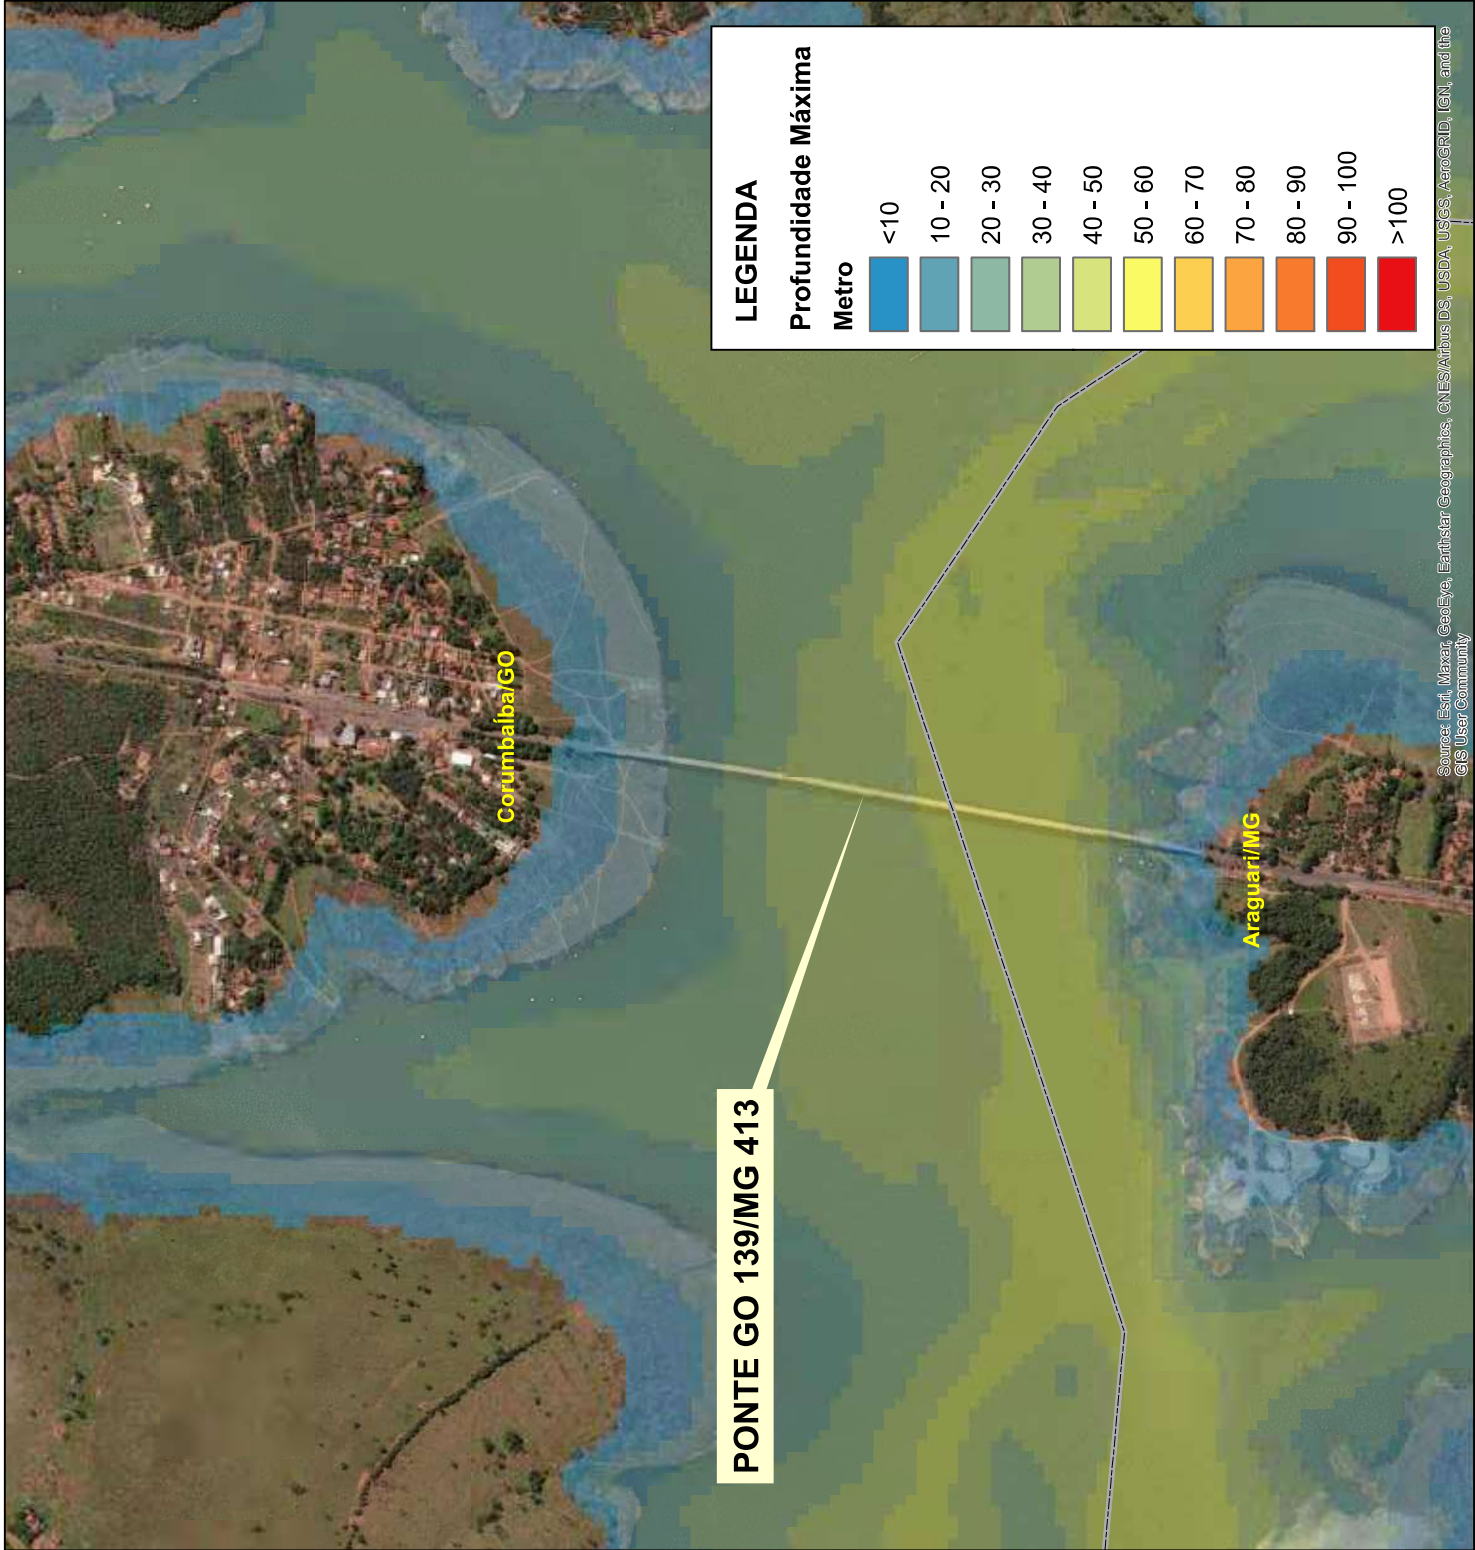 Corumbaíba/GO
PONTE GO 139/MG 413
Araguari/MG
LEGENDA
Profundidade Máxima
Metro
<10
10 - 20
20 - 30
30 - 40
40 - 50
50 - 60
60 - 70
70 - 80
80 - 90
90 - 100
>100
Source: Esri, Maxar, GeoEye, Earthstar Geographics, CNES/Airbus DS, USDA, USGS, AeroGRID, IGN, and the
GIS User Community